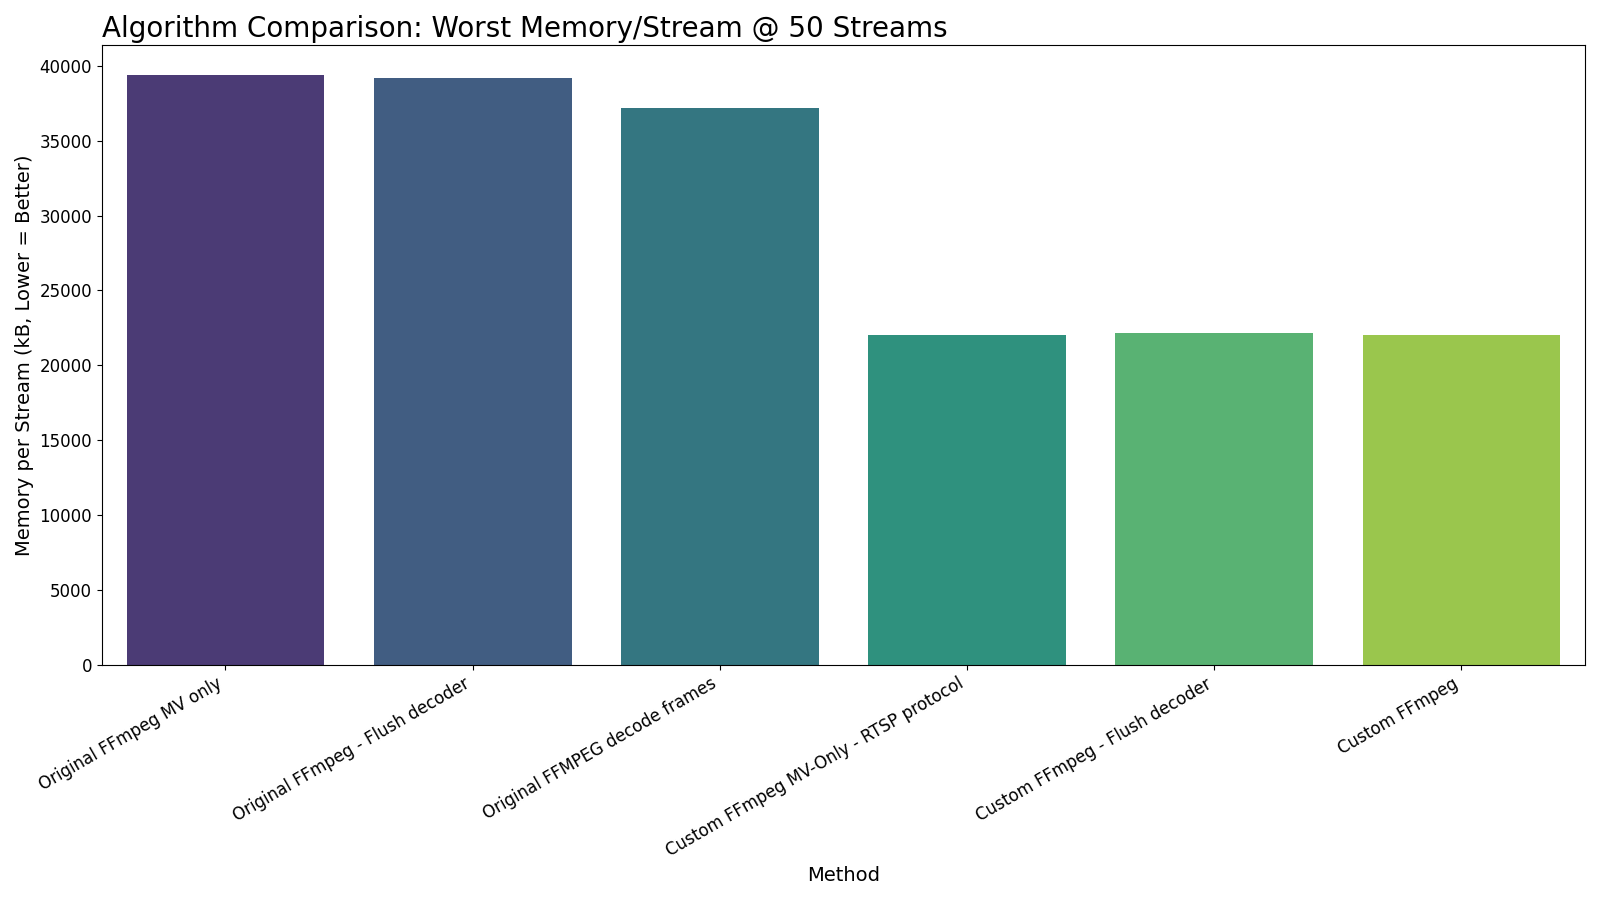 Algorithm Comparison: Worst Memory/Stream @ 50 Streams
Memory per Stream (kB, Lower = Better)
40000
35000
30000
25000
20000
15000
10000
5000
0
Original FFmpeg MV only
Original FFmpeg - Flush decoder
Original FFMPEG decode frames
Custom FFmpeg MV-Only - RTSP protocol
Custom FFmpeg - Flush decoder
Custom FFmpeg
Method